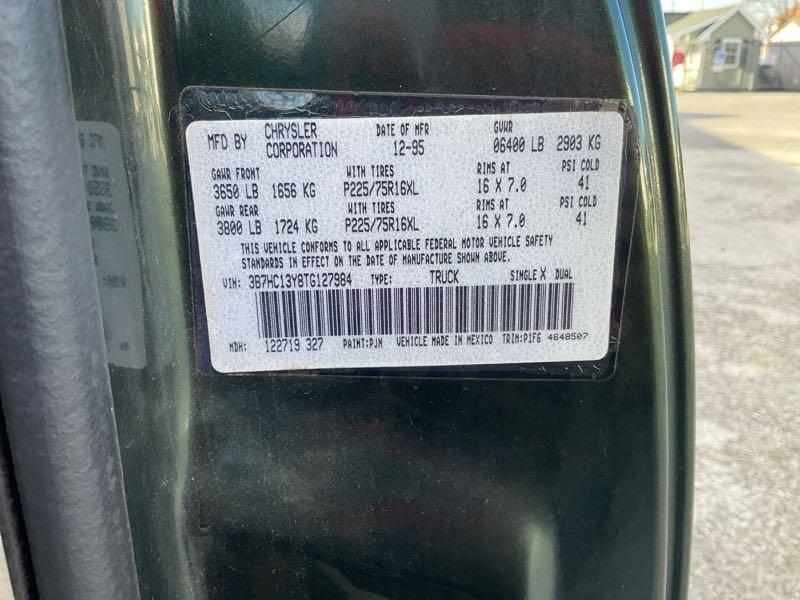 MFD BY CHRYSLER CORPORATION DATE OF MFR 12-95 GVWR 06400 LB 2903 KG
GAWR FRONT WITH TIRES RIMS AT PSI COLD
3650 LB 1656 KG P225/75R16XL 16 X 7.0 41
GAWR REAR WITH TIRES RIMS AT PSI COLD
3800 LB 1724 KG P225/75R16XL 16 X 7.0 41
THIS VEHICLE CONFORMS TO ALL APPLICABLE FEDERAL MOTOR VEHICLE SAFETY
STANDARDS IN EFFECT ON THE DATE OF MANUFACTURE SHOWN ABOVE.
VIN: 3B7HC13Y8TG127984 TYPE: TRUCK SINGLE X DUAL
MDH: 122719 327 PAINT:PJN VEHICLE MADE IN MEXICO TRIM:P1FG 4648507